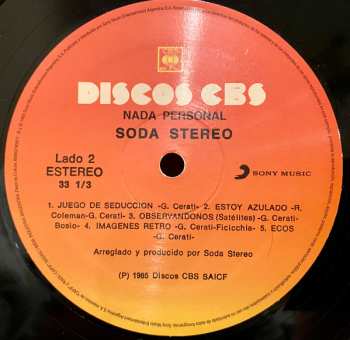 DISCOS CBS
NADA PERSONAL
SODA STEREO
Lado 2
ESTEREO
33 1/3
SONY MUSIC
1. JUEGO DE SEDUCCION -G. Cerati- 2. ESTOY AZULADO -R.
Coleman-G. Cerati- 3. OBSERVANDONOS (Satélites) -G. Cerati-
Bosio- 4. IMAGENES RETRO -G. Cerati-Ficicchia- 5. ECOS -G.
Cerati-
Arreglado y producido por Soda Stereo
(P) 1985 Discos CBS SAICF